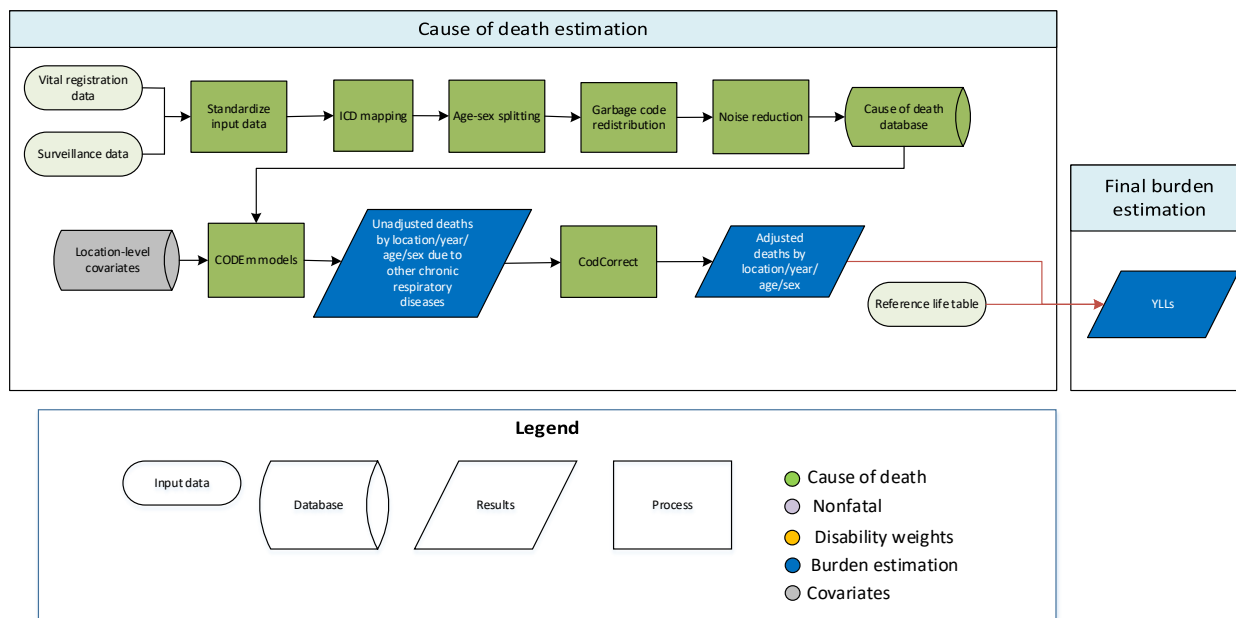 Cause of death estimation
Vital registration
data
Surveillance data
Standardize
input data
ICD mapping
Age-sex splitting
Garbage code
redistribution
Noise reduction
Cause of death
database
Location-level
covariates
CODEm models
Unadjusted deaths
by location/year/
age/sex due to
other chronic
respiratory
diseases
CodCorrect
Adjusted
deaths by
location/year/
age/sex
Reference life table
Final burden
estimation
YLLs
Legend
Input data
Database
Results
Process
Cause of death
Nonfatal
Disability weights
Burden estimation
Covariates